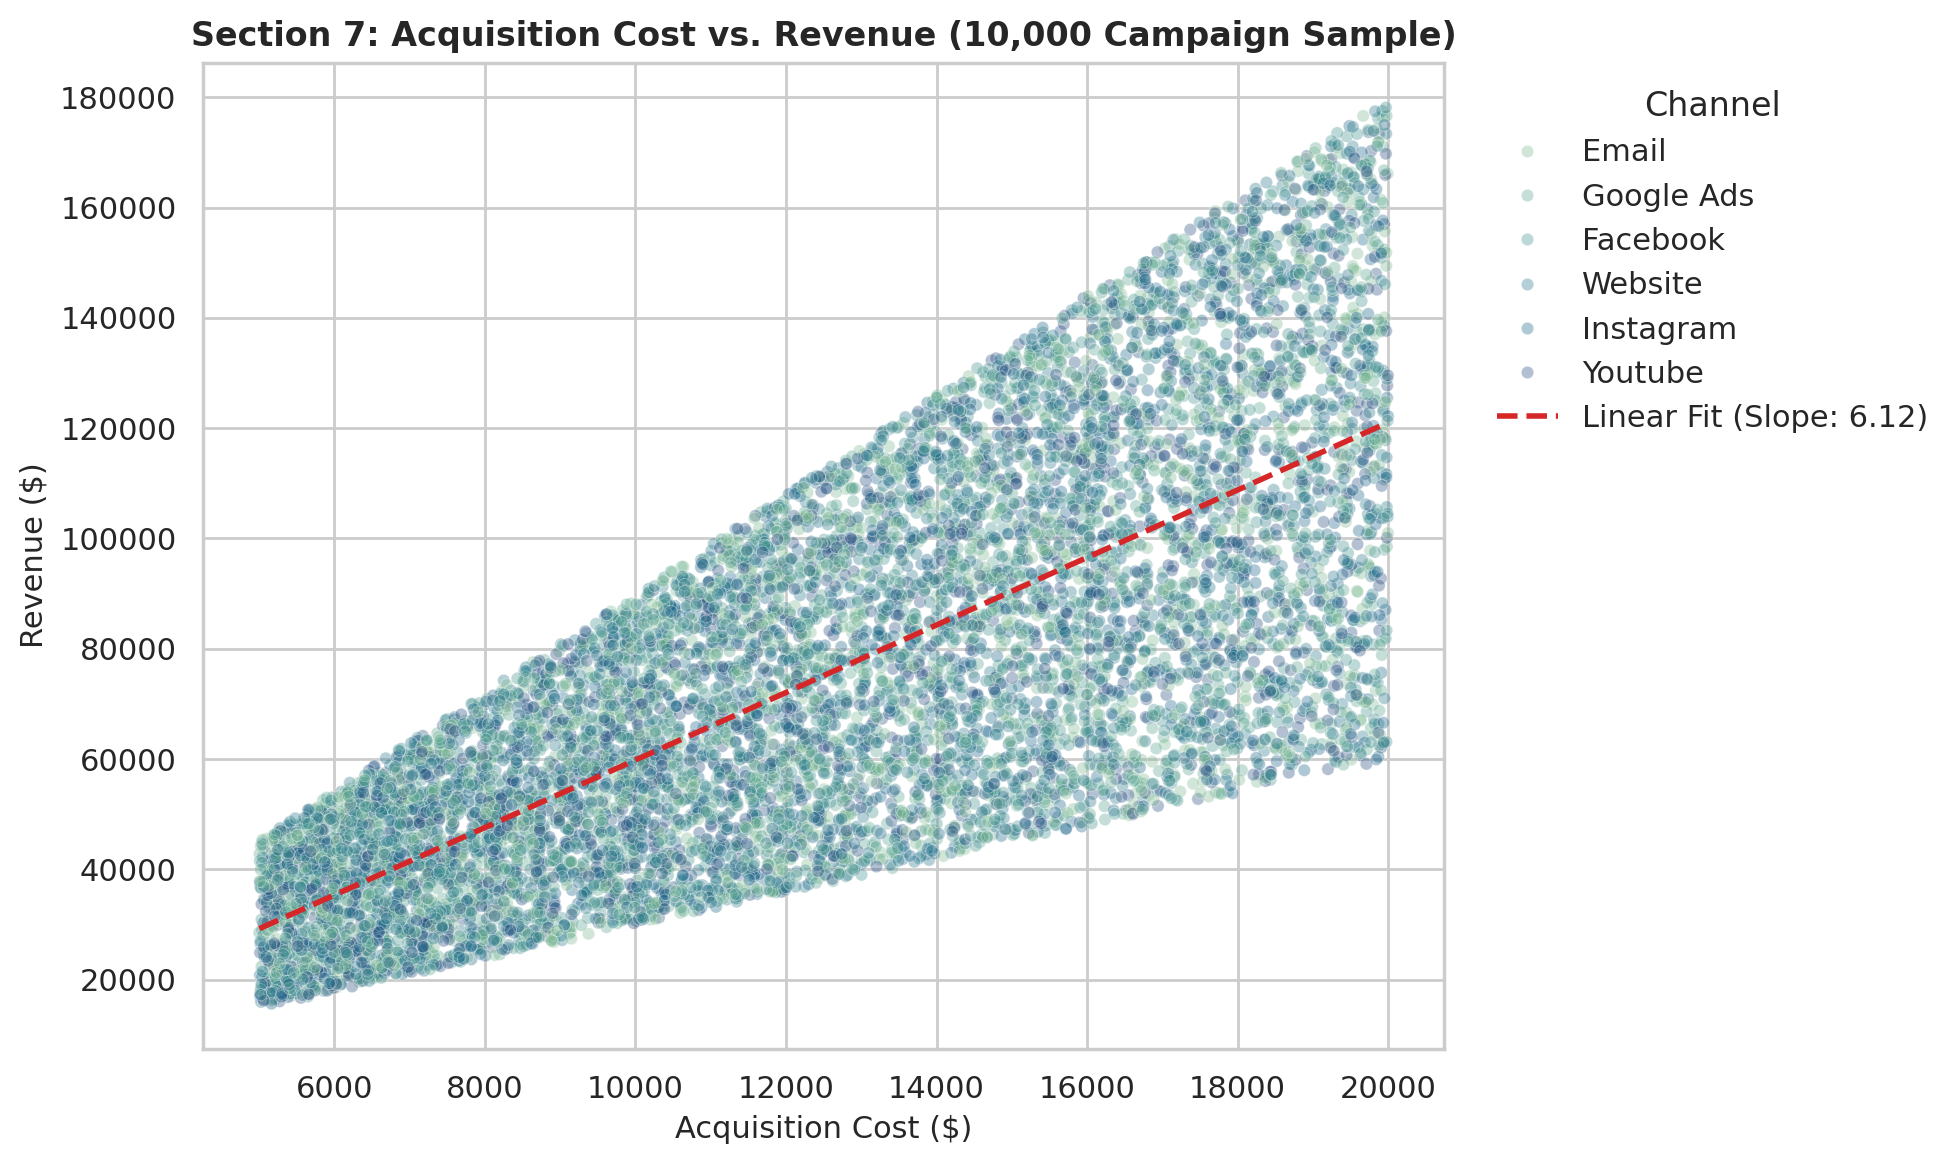 Section 7: Acquisition Cost vs. Revenue (10,000 Campaign Sample)
180000
160000
140000
120000
100000
80000
60000
40000
20000
Revenue ($)
6000 8000 10000 12000 14000 16000 18000 20000
Acquisition Cost ($)
Channel
Email
Google Ads
Facebook
Website
Instagram
Youtube
Linear Fit (Slope: 6.12)